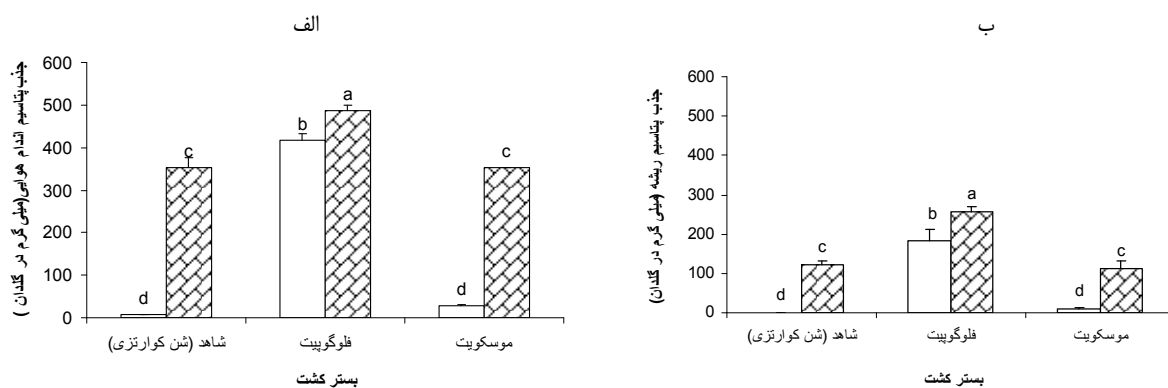 الف
جذب پتاسیم اندام هوایی(میلی گرم در گلدان )
600
500
400
300
200
100
0
d
c
b
a
d
c
شاهد (شن کوارتزی)
فلوگوپیت
موسکویت
بستر کشت
ب
جذب پتاسیم ریشه (میلی گرم در گلدان)
600
500
400
300
200
100
0
d
c
b
a
d
c
شاهد (شن کوارتزی)
فلوگوپیت
موسکویت
بستر کشت